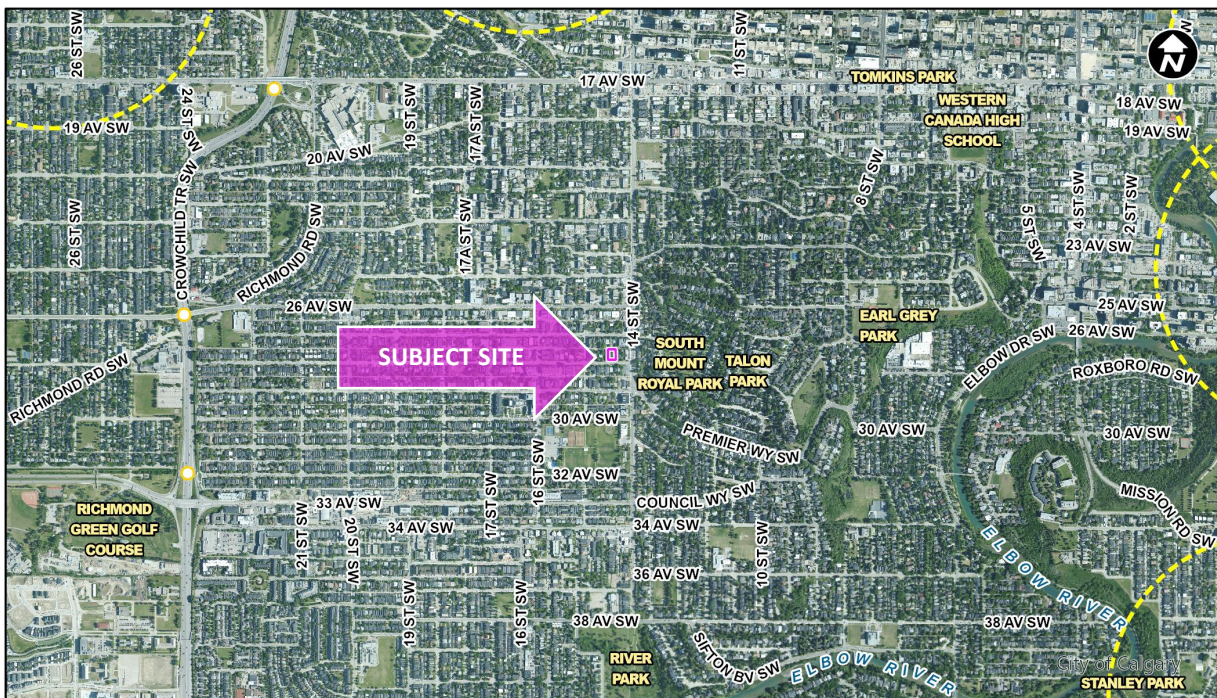 26 ST SW
24 ST SW
19 AV SW
CROWCHILD TR SW
20 AV SW
19 ST SW
17A ST SW
17 AV SW
11 ST SW
TOMKINS PARK
WESTERN
CANADA HIGH
SCHOOL
18 AV SW
19 AV SW
N
8 ST SW
5 ST SW
4 ST SW
2 ST SW
23 AV SW
25 AV SW
26 AV SW
26 ST SW
RICHMOND RD SW
17A ST SW
26 AV SW
14 ST SW
SUBJECT SITE
SOUTH
MOUNT
ROYAL PARK
TALON
PARK
EARL GREY
PARK
ELBOW DR SW
ROXBORO RD SW
RICHMOND RD SW
30 AV SW
PREMIER WY SW
30 AV SW
30 AV SW
16 ST SW
32 AV SW
17 ST SW
33 AV SW
COUNCIL WY SW
MISSION RD SW
RICHMOND
GREEN GOLF
COURSE
21 ST SW
20 ST SW
34 AV SW
34 AV SW
10 ST SW
36 AV SW
ELBOW RIVER
19 ST SW
16 ST SW
38 AV SW
38 AV SW
SIFTON BV SW
RIVER
PARK
ELBOW RIVER
City of Calgary
STANLEY PARK